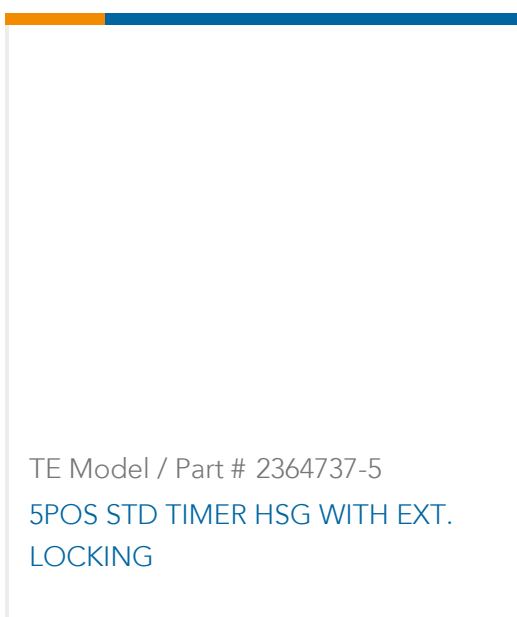 TE Model / Part # 2364737-5
5POS STD TIMER HSG WITH EXT.
LOCKING